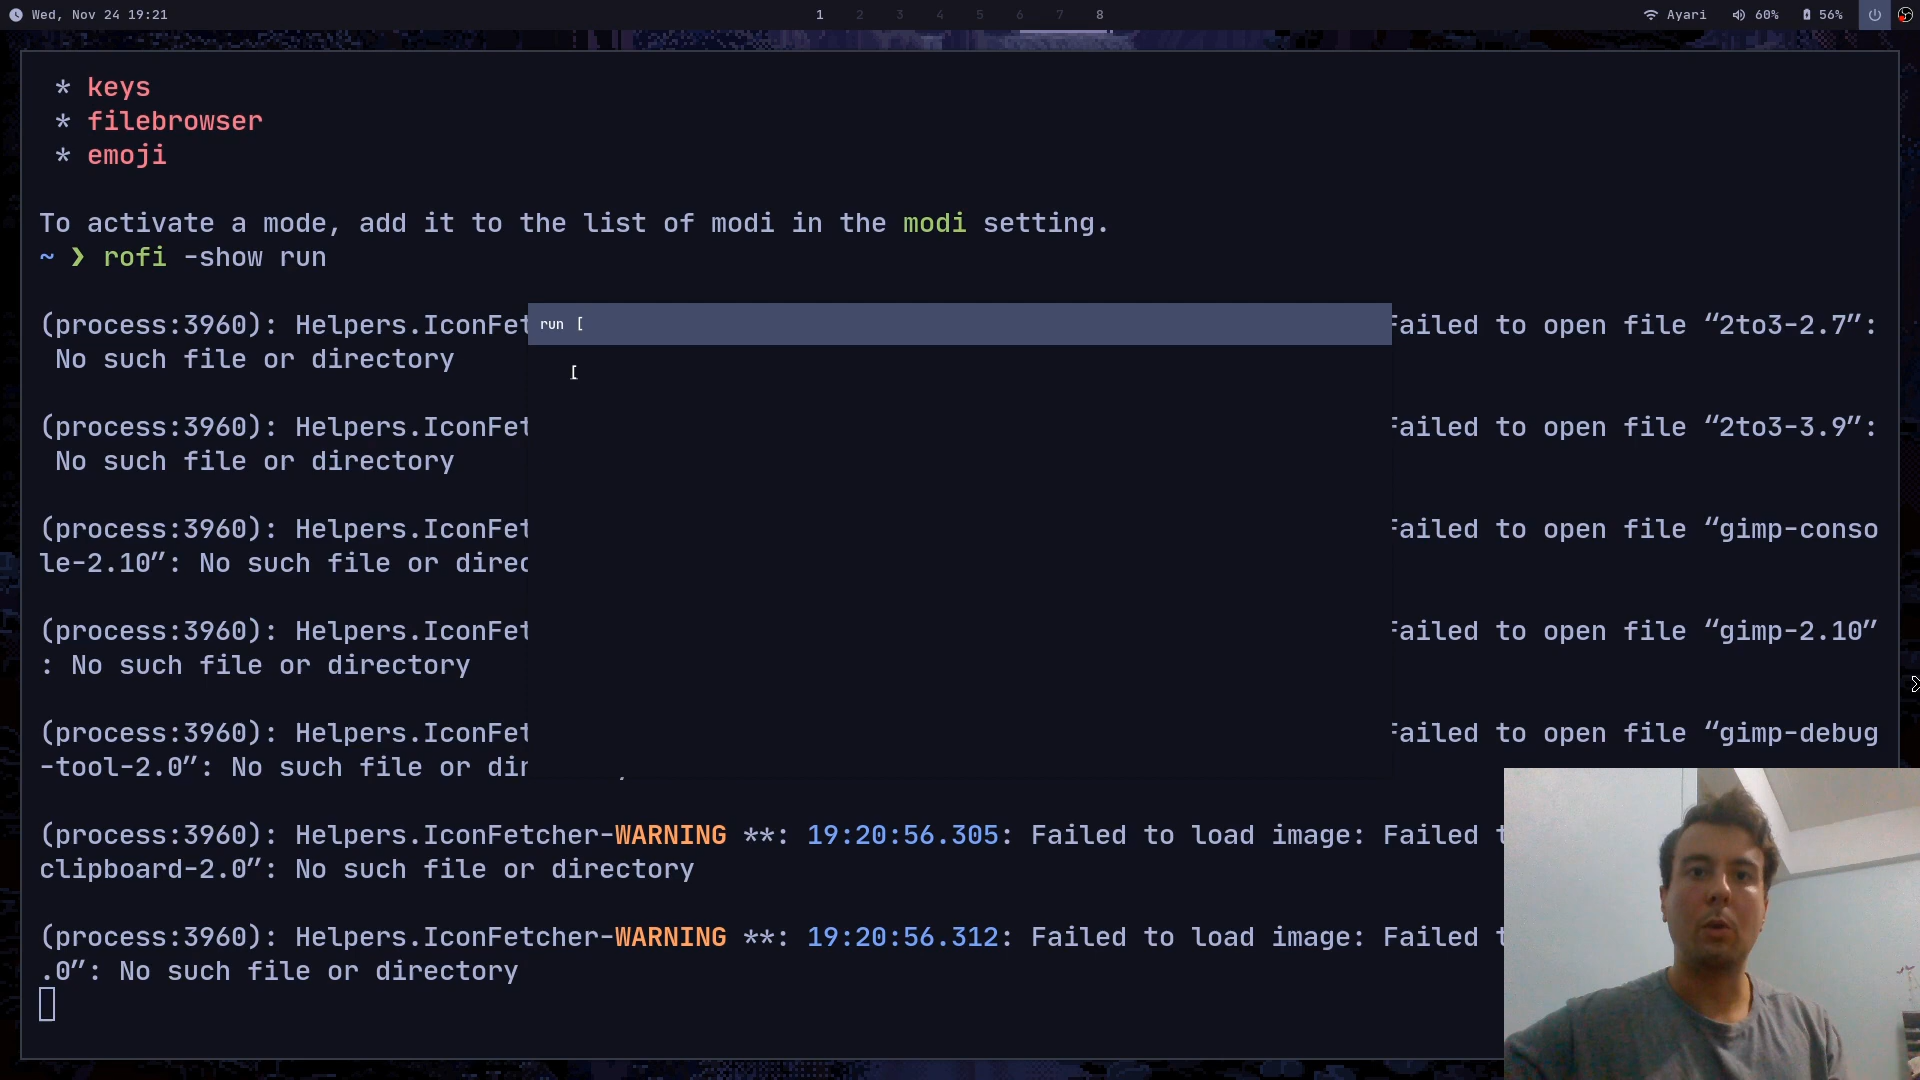 Wed, Nov 24 19:21
1 2 3 4 5 6 7 8
Ayari 60% 56%
* keys
* filebrowser
* emoji
To activate a mode, add it to the list of modi in the modi setting.
~ ❯ rofi -show run
(process:3960): Helpers.IconFet
Failed to open file “2to3-2.7”:
No such file or directory
(process:3960): Helpers.IconFet
Failed to open file “2to3-3.9”:
No such file or directory
(process:3960): Helpers.IconFet
Failed to open file “gimp-conso
le-2.10”: No such file or direc
(process:3960): Helpers.IconFet
Failed to open file “gimp-2.10”
: No such file or directory
(process:3960): Helpers.IconFet
Failed to open file “gimp-debug
-tool-2.0”: No such file or dir
run [
[
(process:3960): Helpers.IconFetcher-WARNING **: 19:20:56.305: Failed to load image: Failed t
clipboard-2.0”: No such file or directory
(process:3960): Helpers.IconFetcher-WARNING **: 19:20:56.312: Failed to load image: Failed t
.0”: No such file or directory